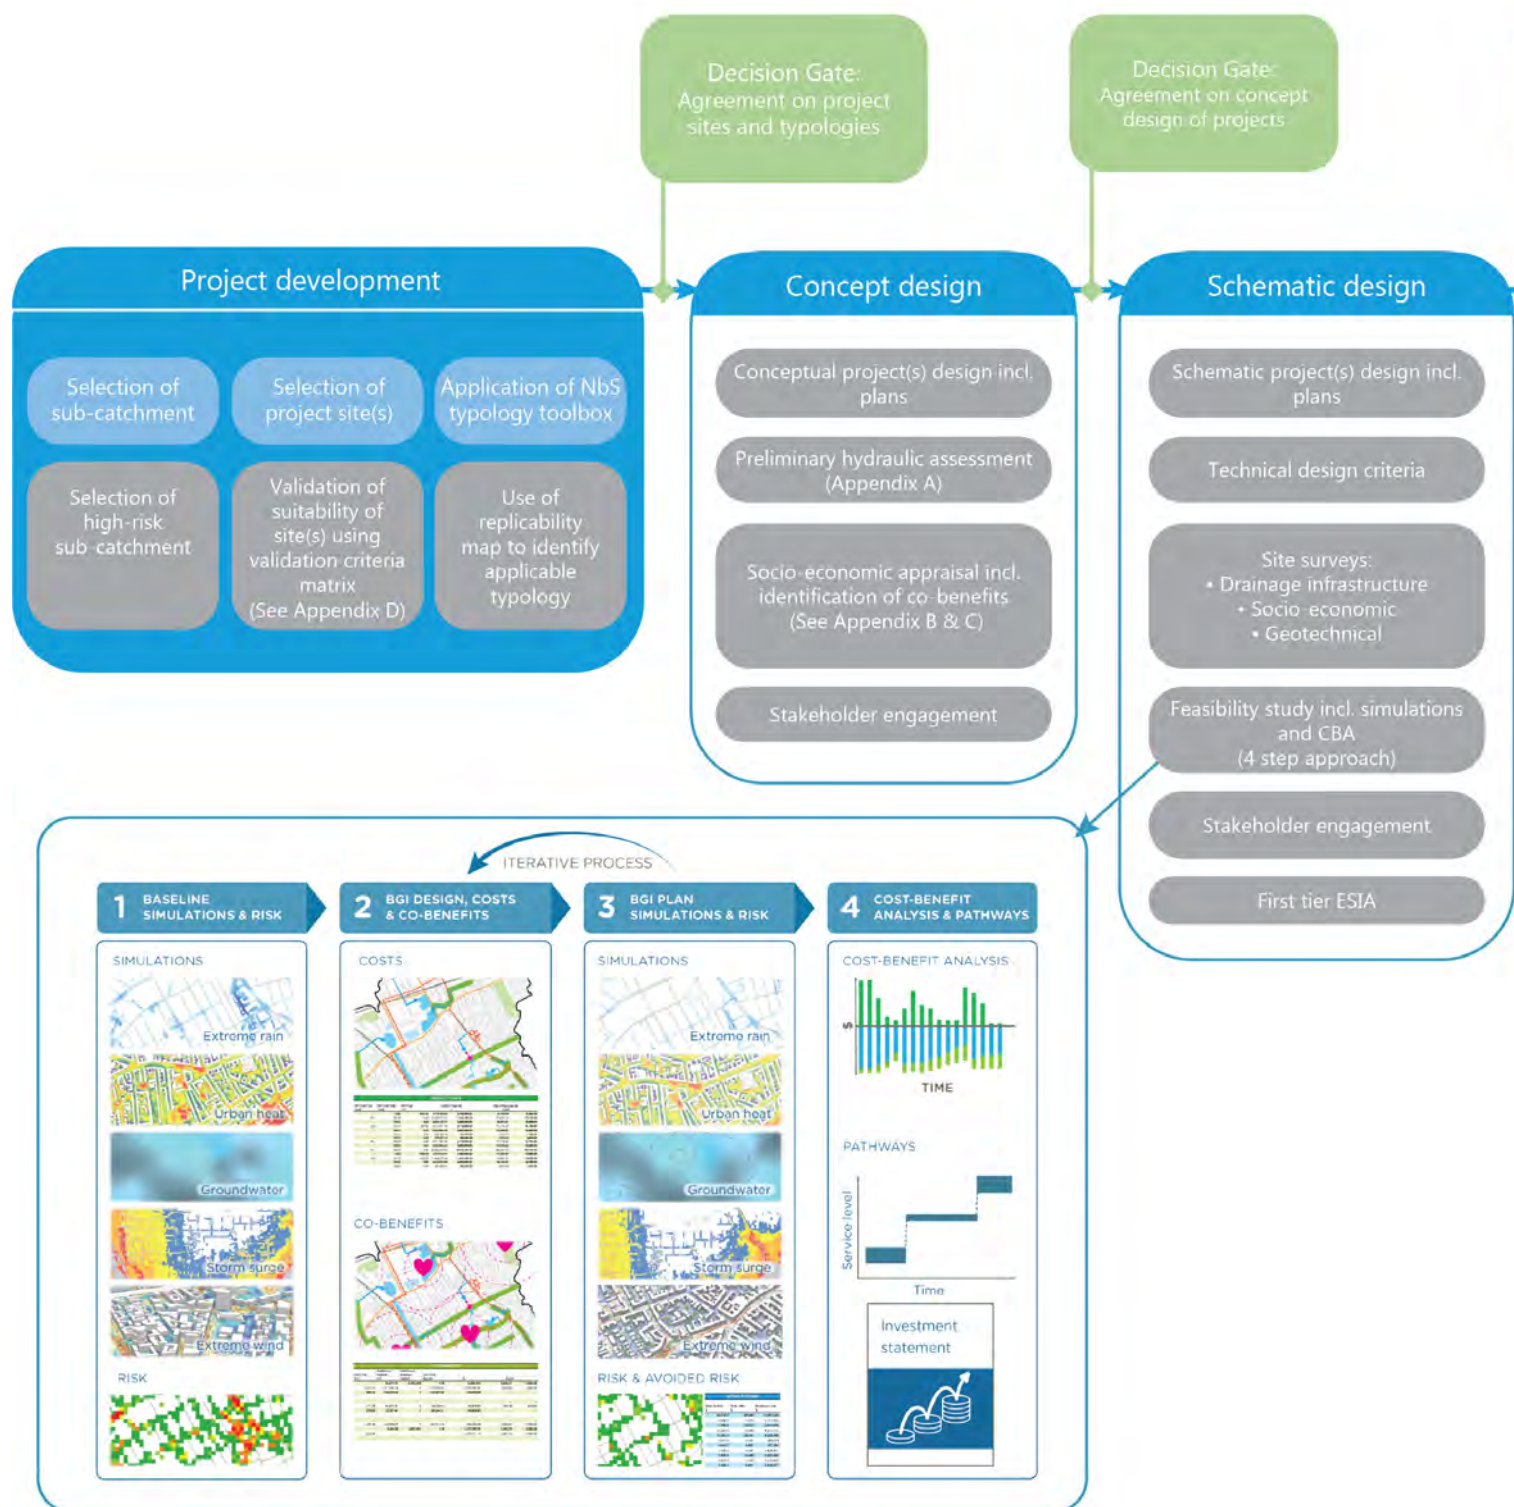 Decision Gate:
Agreement on project
sites and typologies
Decision Gate:
Agreement on concept
design of projects
Project development
Selection of
sub-catchment
Selection of
project site(s)
Application of NbS
typology toolbox
Selection of
high-risk
sub-catchment
Validation of
suitability of
site(s) using
validation criteria
matrix
(See Appendix D)
Use of
replicability
map to identify
applicable
typology
Concept design
Conceptual project(s) design incl.
plans
Preliminary hydraulic assessment
(Appendix A)
Socio-economic appraisal incl.
identification of co-benefits
(See Appendix B & C)
Stakeholder engagement
Schematic design
Schematic project(s) design incl.
plans
Technical design criteria
Site surveys:
• Drainage infrastructure
• Socio-economic
• Geotechnical
Feasibility study incl. simulations
and CBA
(4 step approach)
Stakeholder engagement
First tier ESIA
ITERATIVE PROCESS
1 BASELINE
SIMULATIONS & RISK
SIMULATIONS
Extreme rain
Urban heat
Groundwater
Storm surge
Extreme wind
RISK
2 BGI DESIGN, COSTS
& CO-BENEFITS
COSTS
CO-BENEFITS
3 BGI PLAN
SIMULATIONS & RISK
SIMULATIONS
Extreme rain
Urban heat
Groundwater
Storm surge
Extreme wind
RISK & AVOIDED RISK
4 COST-BENEFIT
ANALYSIS & PATHWAYS
COST-BENEFIT ANALYSIS
$
TIME
PATHWAYS
Service level
Time
Investment
statement